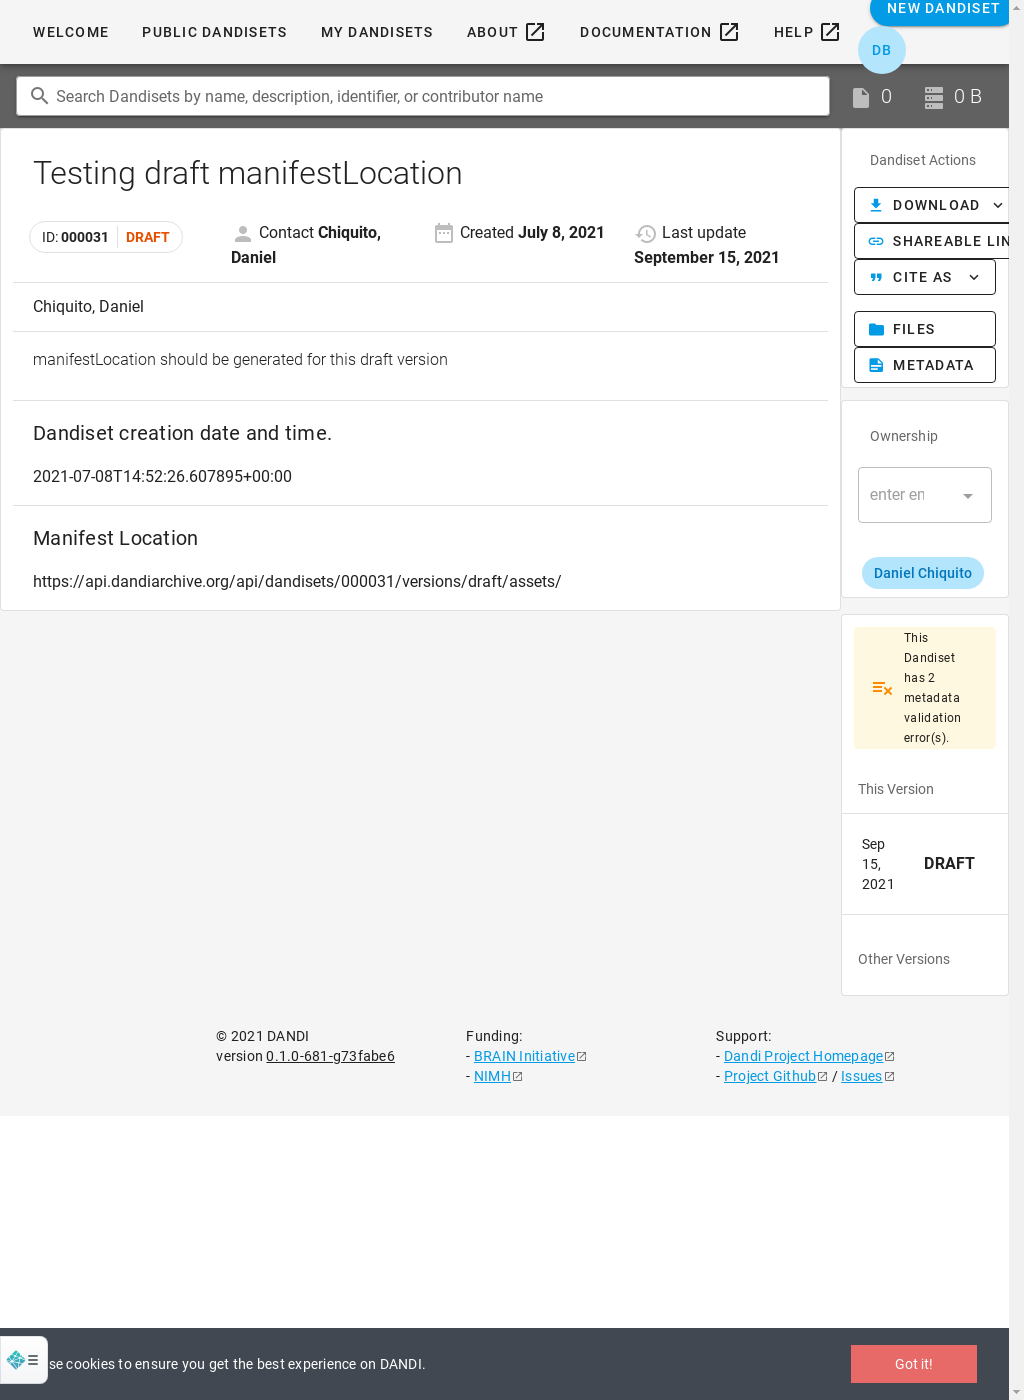 NEW DANDISET
WELCOME PUBLIC DANDISETS MY DANDISETS ABOUT DOCUMENTATION HELP
DB
Search Dandisets by name, description, identifier, or contributor name 0 0 B
Testing draft manifestLocation
ID: 000031 DRAFT
Contact Chiquito, Daniel
Created July 8, 2021
Last update September 15, 2021
Chiquito, Daniel
manifestLocation should be generated for this draft version
Dandiset creation date and time.
2021-07-08T14:52:26.607895+00:00
Manifest Location
https://api.dandiarchive.org/api/dandisets/000031/versions/draft/assets/
Dandiset Actions
DOWNLOAD
SHAREABLE LIN
CITE AS
FILES
METADATA
Ownership
enter en
Daniel Chiquito
This
Dandiset
has 2
metadata
validation
error(s).
This Version
Sep
15,
2021
DRAFT
Other Versions
© 2021 DANDI
version 0.1.0-681-g73fabe6
Funding:
- BRAIN Initiative
- NIMH
Support:
- Dandi Project Homepage
- Project Github / Issues
se cookies to ensure you get the best experience on DANDI.
Got it!